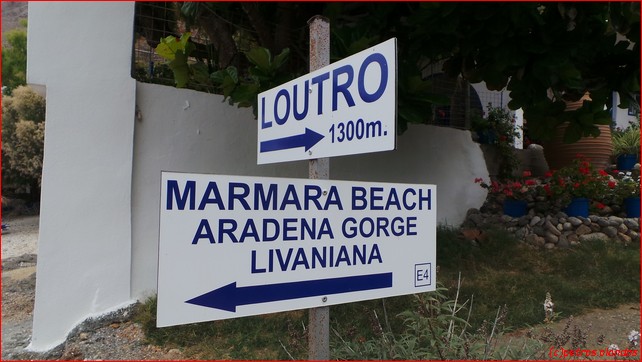 LOUTRO
1300m.
MARMARA BEACH
ARADENA GORGE
LIVANIANA
E4